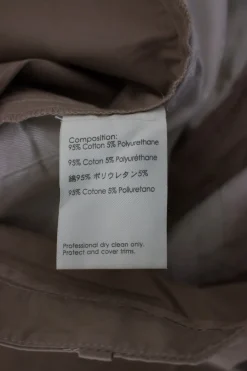 Composition:
95% Cotton 5% Polyurethane
95% Coton 5% Polyuréthane
綿95% ポリウレタン5%
95% Cotone 5% Poliuretano
Professional dry clean only.
Protect and cover trims.